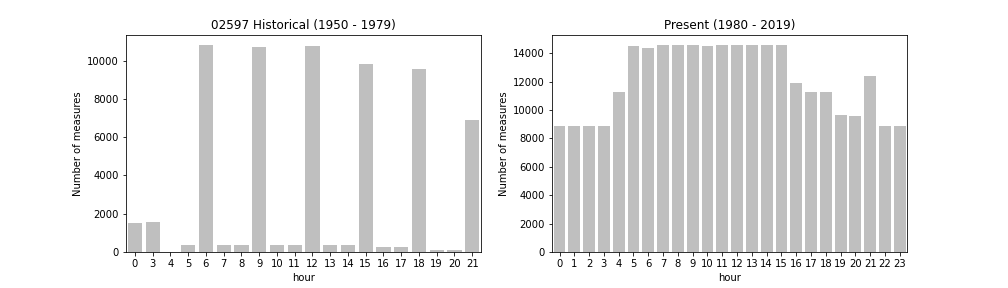 02597 Historical (1950 - 1979)
Number of measures
10000
8000
6000
4000
2000
0
0 3 4 5 6 7 8 9 10 11 12 13 14 15 16 17 18 19 20 21
hour
Present (1980 - 2019)
Number of measures
14000
12000
10000
8000
6000
4000
2000
0
0 1 2 3 4 5 6 7 8 9 10 11 12 13 14 15 16 17 18 19 20 21 22 23
hour